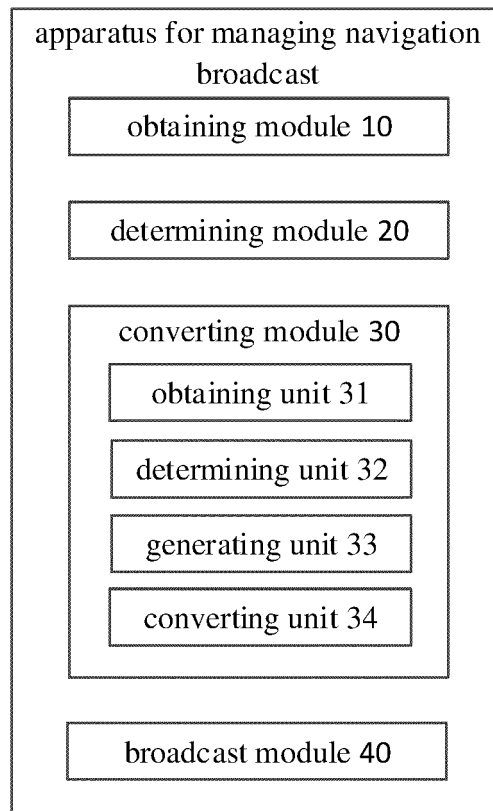 apparatus for managing navigation
broadcast
obtaining module 10
determining module 20
converting module 30
obtaining unit 31
determining unit 32
generating unit 33
converting unit 34
broadcast module 40